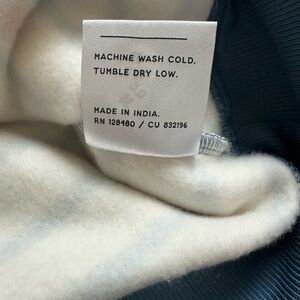 MACHINE WASH COLD.
TUMBLE DRY LOW.
MADE IN INDIA.
RN 128480 / CU 832196